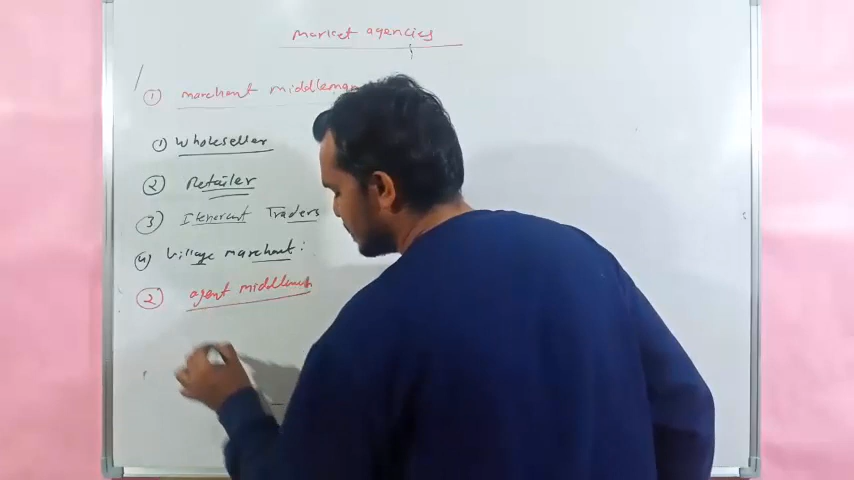 market agencies
① marchant middleman
① Wholeseller
② Retailer
③ Itenerant Traders
④ Village marchant :
② agent middleman